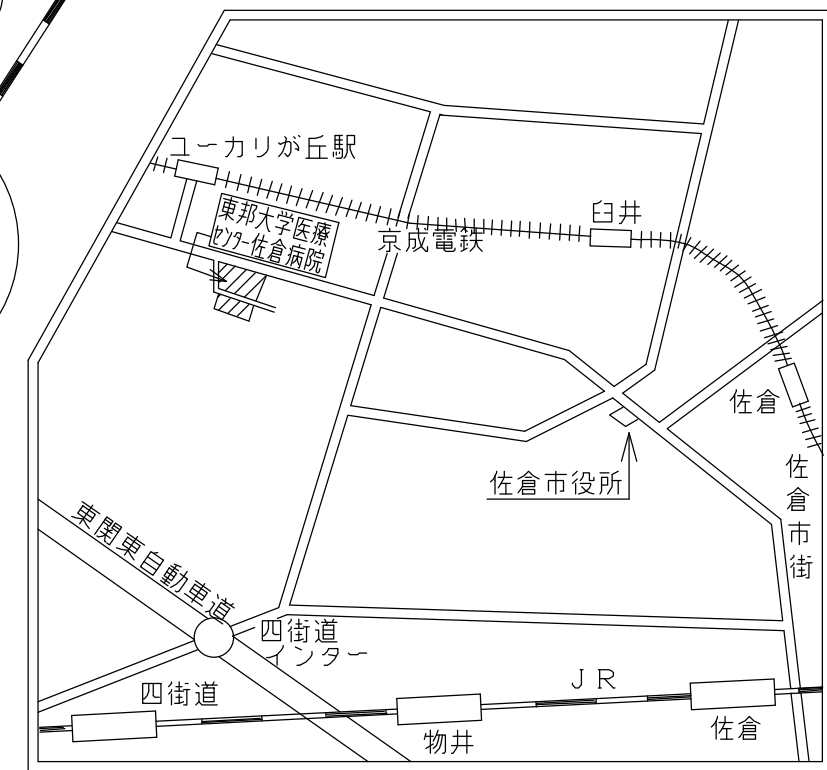 ユーカリが丘駅
東邦大学医療
センター佐倉病院
京成電鉄
臼井
佐倉
佐倉市街
佐倉市役所
東関東自動車道
四街道
インター
四街道
JR
物井
佐倉